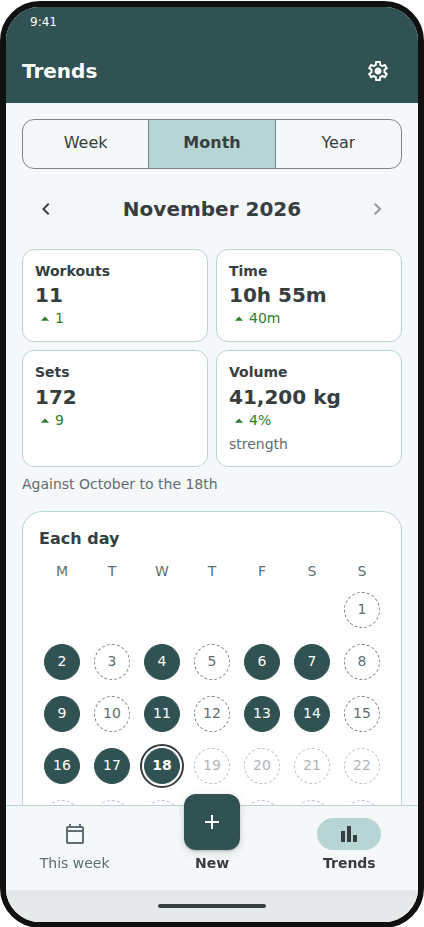 9:41
Trends
Week Month Year
November 2026
Workouts
11
1
Time
10h 55m
40m
Sets
172
9
Volume
41,200 kg
4%
strength
Against October to the 18th
Each day
M T W T F S S
1
2 3 4 5 6 7 8
9 10 11 12 13 14 15
16 17 18 19 20 21 22
This week
+
New
Trends